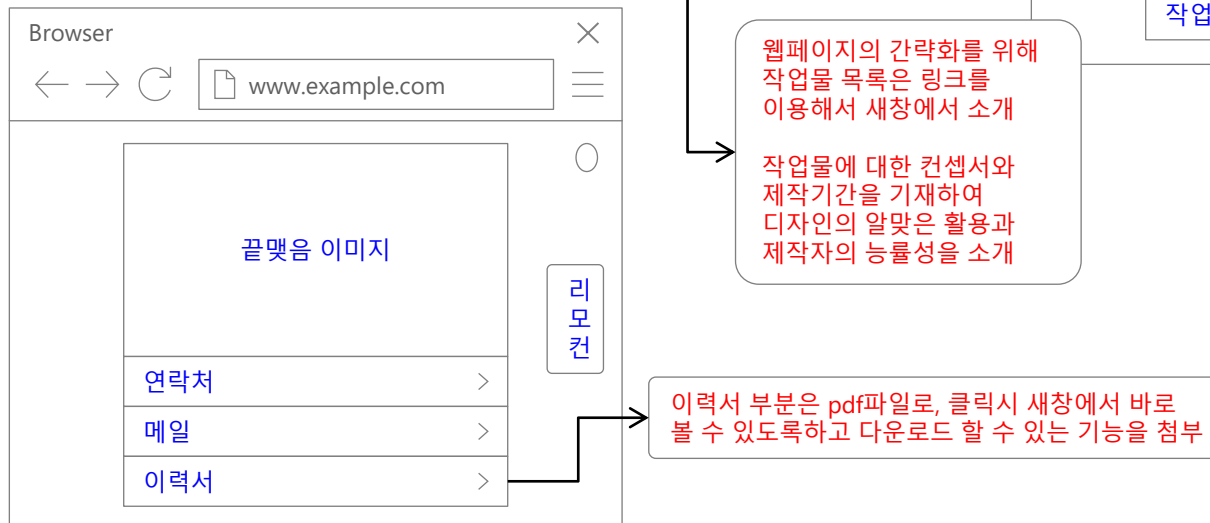 작업
Browser
www.example.com
웹페이지의 간략화를 위해
작업물 목록은 링크를
이용해서 새창에서 소개
작업물에 대한 컨셉서와
제작기간을 기재하여
디자인의 알맞은 활용과
제작자의 능률성을 소개
끝맺음 이미지
리
모
컨
연락처
메일
이력서
이력서 부분은 pdf파일로, 클릭시 새창에서 바로
볼 수 있도록하고 다운로드 할 수 있는 기능을 첨부